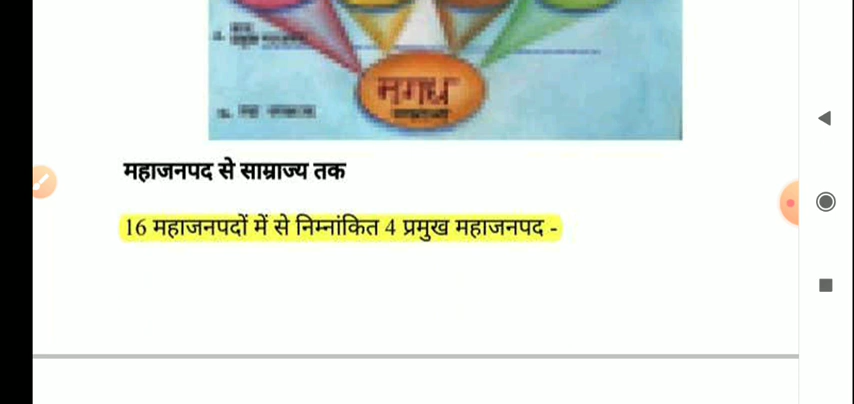 मगध
महाजनपद से साम्राज्य तक
16 महाजनपदों में से निम्नांकित 4 प्रमुख महाजनपद -